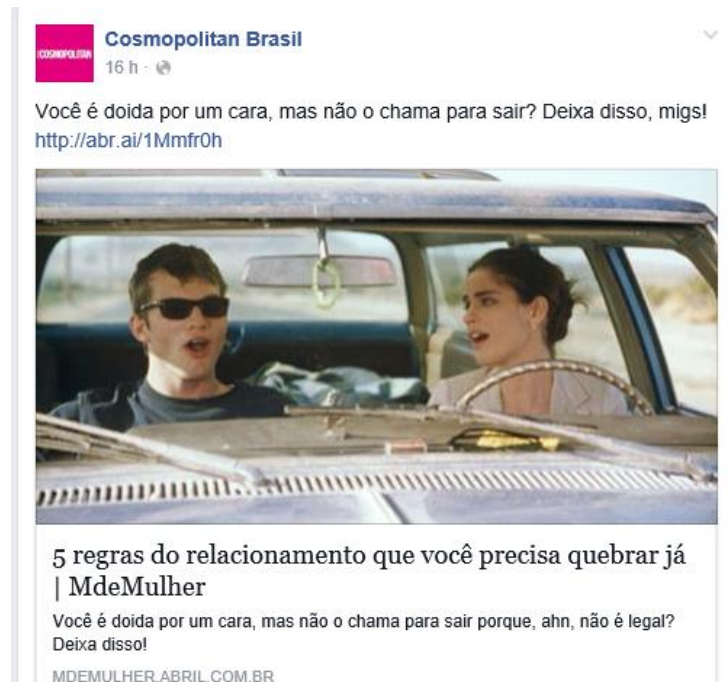 COSMOPOLITAN
Cosmopolitan Brasil
16 h ·
Você é doida por um cara, mas não o chama para sair? Deixa disso, migs!
http://abr.ai/1Mmfr0h
5 regras do relacionamento que você precisa quebrar já
| MdeMulher
Você é doida por um cara, mas não o chama para sair porque, ahn, não é legal?
Deixa disso!
MDEMULHER.ABRIL.COM.BR